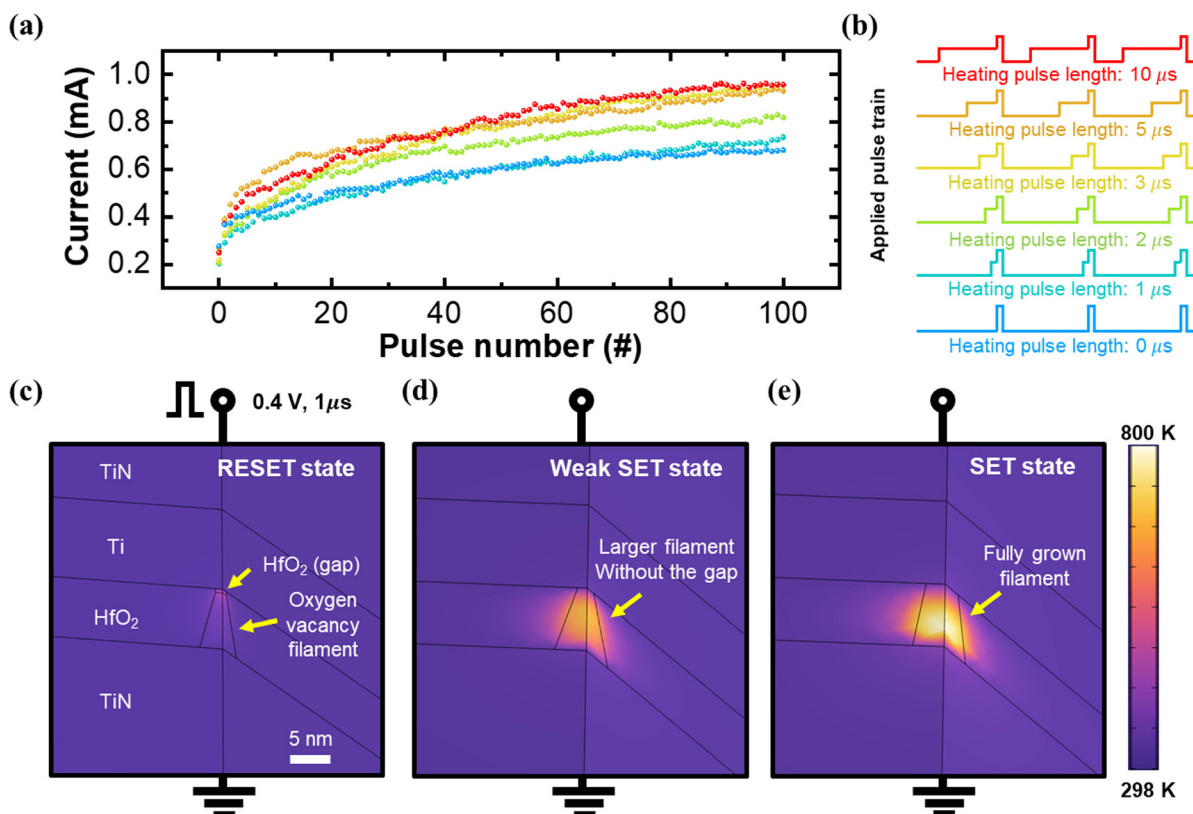 (a)
Current (mA)
1.0
0.8
0.6
0.4
0.2
0 20 40 60 80 100
Pulse number (#)
(b)
Applied pulse train
Heating pulse length: 10 μs
Heating pulse length: 5 μs
Heating pulse length: 3 μs
Heating pulse length: 2 μs
Heating pulse length: 1 μs
Heating pulse length: 0 μs
(c)
0.4 V, 1μs
TiN
RESET state
Ti
HfO₂ (gap)
HfO₂
Oxygen
vacancy
filament
TiN
5 nm
(d)
Weak SET state
Larger filament
Without the gap
(e)
SET state
Fully grown
filament
800 K
298 K